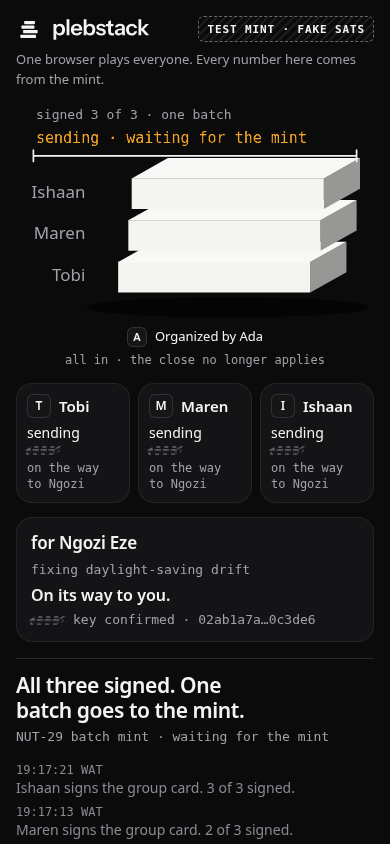 plebstack
TEST MINT · FAKE SATS
One browser plays everyone. Every number here comes
from the mint.
signed 3 of 3 · one batch
sending · waiting for the mint
Ishaan
Maren
Tobi
A Organized by Ada
all in · the close no longer applies
T Tobi
sending
on the way
to Ngozi
M Maren
sending
on the way
to Ngozi
I Ishaan
sending
on the way
to Ngozi
for Ngozi Eze
fixing daylight-saving drift
On its way to you.
key confirmed · 02ab1a7a…0c3de6
All three signed. One
batch goes to the mint.
NUT-29 batch mint · waiting for the mint
19:17:21 WAT
Ishaan signs the group card. 3 of 3 signed.
19:17:13 WAT
Maren signs the group card. 2 of 3 signed.